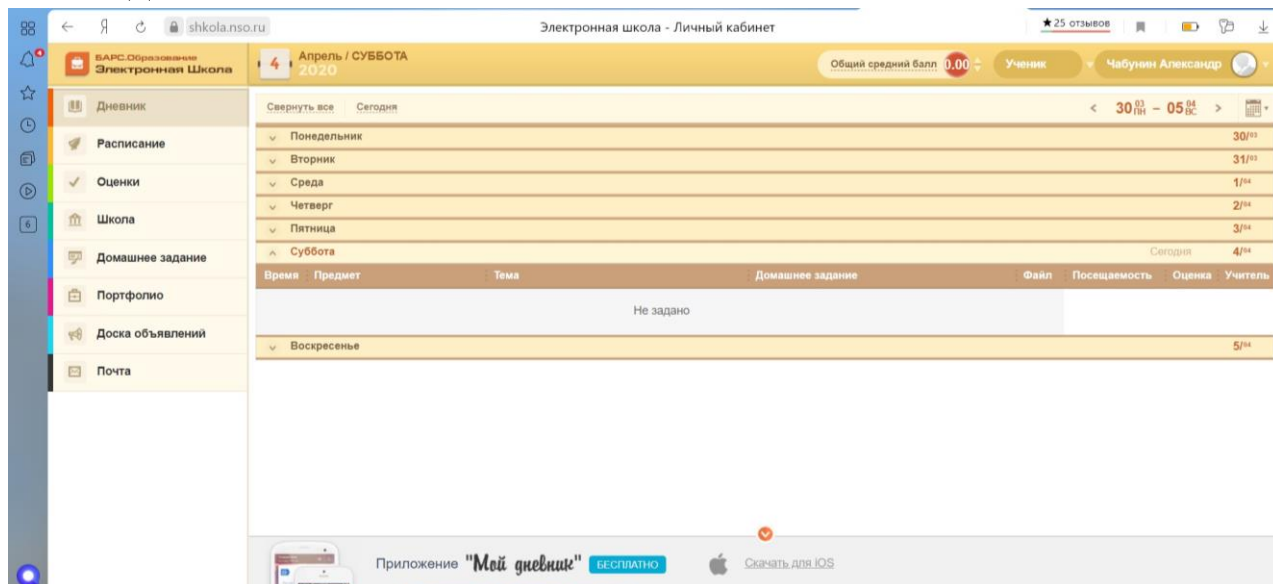 shkola.nso.ru
Электронная школа - Личный кабинет
★25 отзывов
БАРС.Образование
Электронная Школа
4 Апрель / СУББОТА
2020
Общий средний балл 0.00
Ученик
Чабунин Александр
Дневник
Расписание
Оценки
Школа
Домашнее задание
Портфолио
Доска объявлений
Почта
6
Свернуть все Сегодня
< 30 03 ПН – 05 04 ВС >
Понедельник 30/03
Вторник 31/03
Среда 1/04
Четверг 2/04
Пятница 3/04
Суббота Сегодня 4/04
Время Предмет Тема Домашнее задание Файл Посещаемость Оценка Учитель
Не задано
Воскресенье 5/04
Приложение "Мой дневник" БЕСПЛАТНО Скачать для iOS